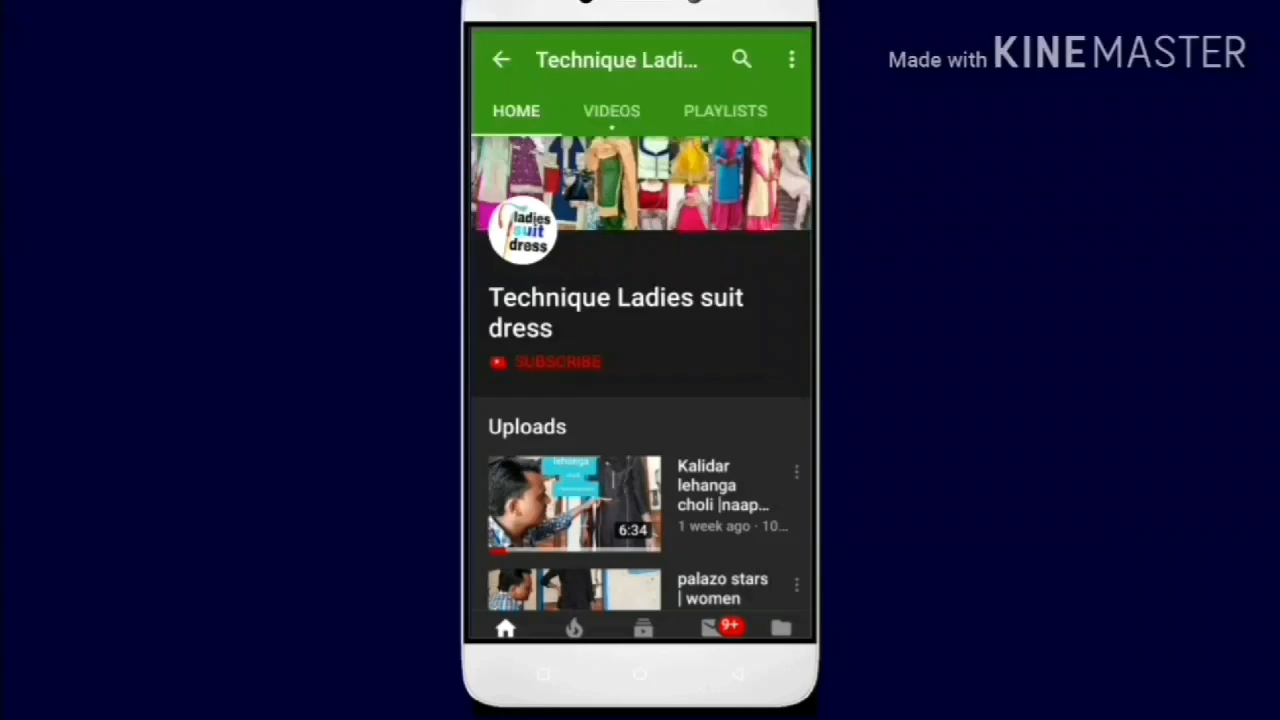 Made with KINEMASTER
Technique Ladi...
HOME VIDEOS PLAYLISTS
ladies
suit
dress
Technique Ladies suit
dress
SUBSCRIBE
Uploads
lehanga
6:34
Kalidar
lehanga
choli |naap...
1 week ago · 10...
palazo stars
| women
9+